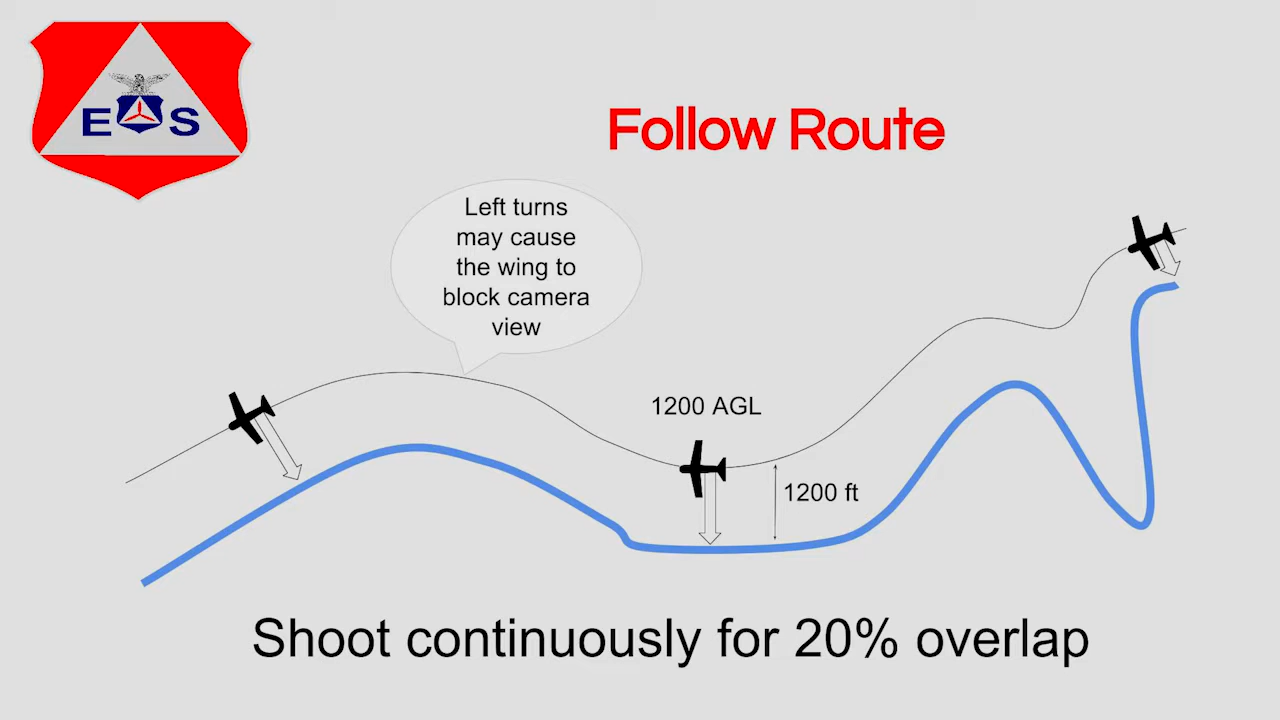 E S
Follow Route
Left turns
may cause
the wing to
block camera
view
1200 AGL
1200 ft
Shoot continuously for 20% overlap